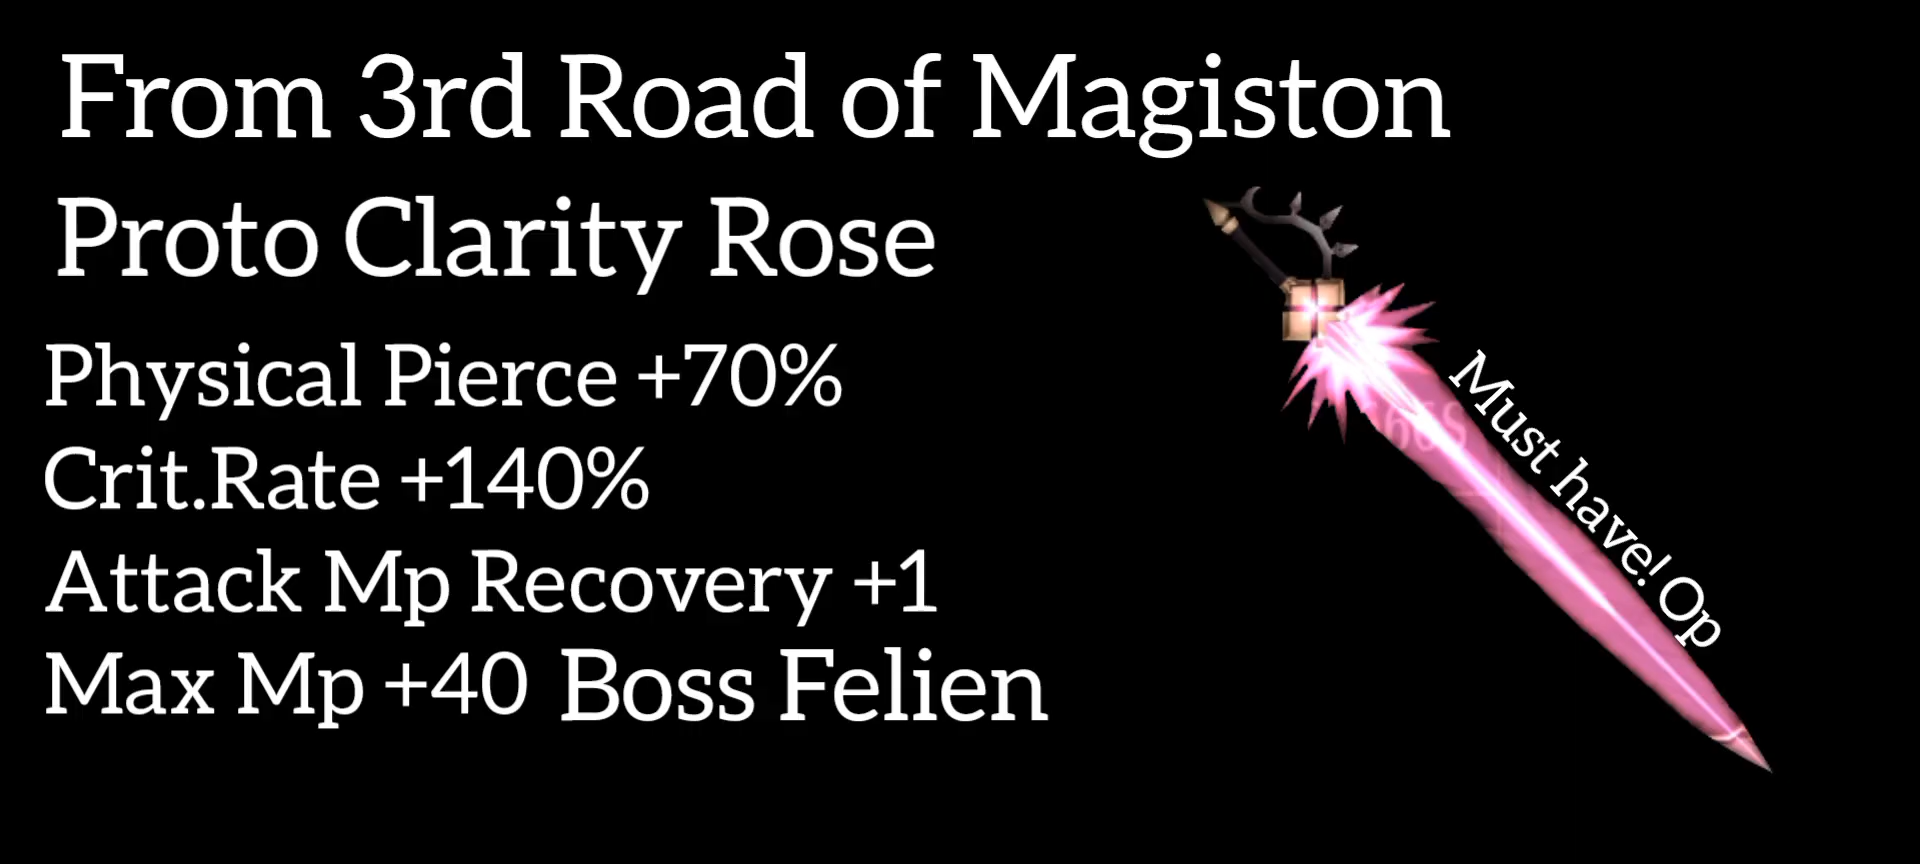 From 3rd Road of Magiston
Proto Clarity Rose
Physical Pierce +70%
Crit.Rate +140%
Attack Mp Recovery +1
Max Mp +40 Boss Felien
Must have! Op